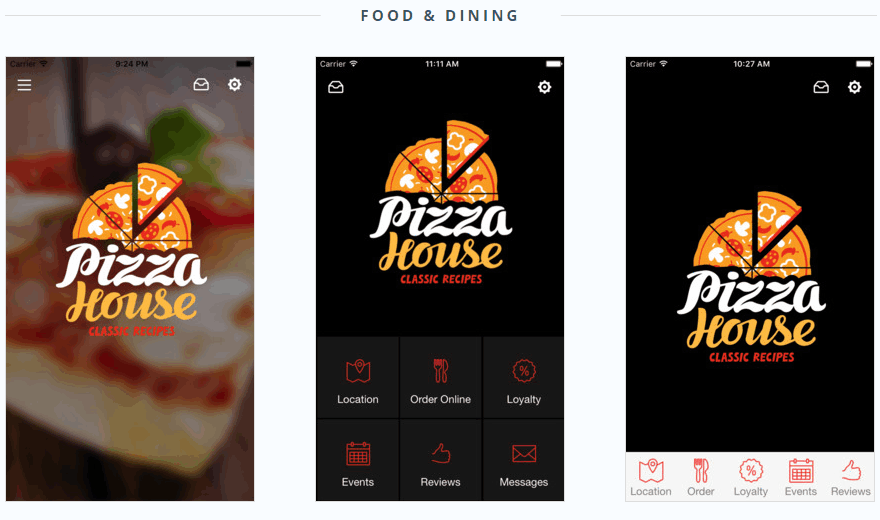 FOOD & DINING
Carrier 9:24 PM
Pizza
House
CLASSIC RECIPES
Carrier 11:11 AM
Pizza
House
CLASSIC RECIPES
Location Order Online Loyalty
Events Reviews Messages
Carrier 10:27 AM
Pizza
House
CLASSIC RECIPES
Location Order Loyalty Events Reviews